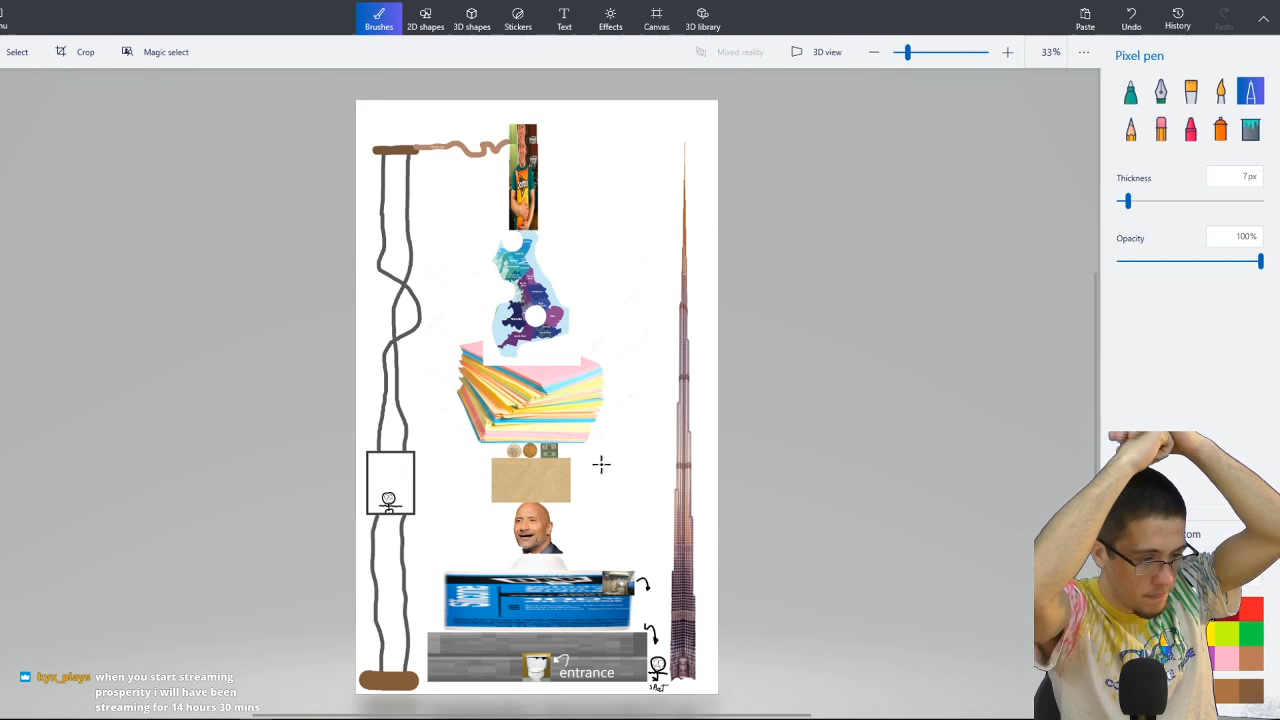 nu
Brushes
2D shapes
3D shapes
Stickers
Text
Effects
Canvas
3D library
Paste
Undo
History
Redo
Select
Crop
Magic select
Mixed reality
3D view
33%
Pixel pen
Thickness
7px
Opacity
100%
entrance
when you start streaming
prosperity i will have been
streaming for 14 hours 30 mins